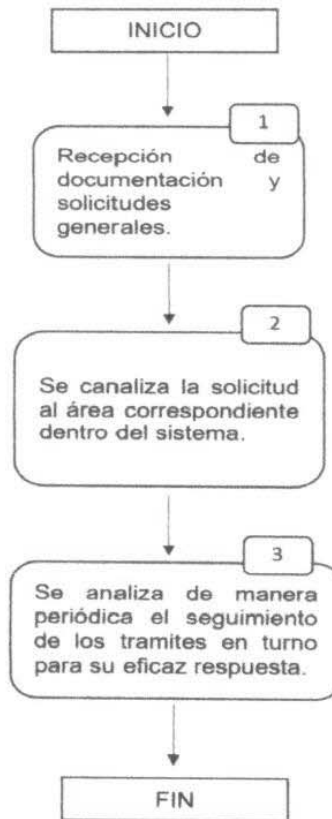 INICIO
1
Recepción de
documentación y
solicitudes
generales.
2
Se canaliza la solicitud
al área correspondiente
dentro del sistema.
3
Se analiza de manera
periódica el seguimiento
de los tramites en turno
para su eficaz respuesta.
FIN